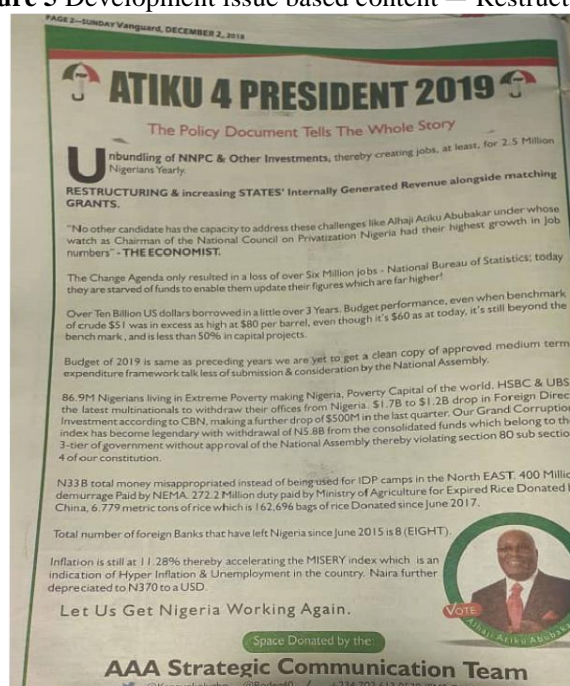 ure 5 Development issue based content — Restruct
PAGE 2—SUNDAY Vanguard, DECEMBER 2, 2018
ATIKU 4 PRESIDENT 2019
The Policy Document Tells The Whole Story
Unbundling of NNPC & Other Investments, thereby creating jobs, at least, for 2.5 Million
Nigerians Yearly.
RESTRUCTURING & increasing STATES' Internally Generated Revenue alongside matching
GRANTS.
"No other candidate has the capacity to address these challenges like Alhaji Atiku Abubakar under whose
watch as Chairman of the National Council on Privatization Nigeria had their highest growth in Job
numbers" - THE ECONOMIST.
The Change Agenda only resulted in a loss of over Six Million jobs - National Bureau of Statistics; today
they are starved of funds to enable them update their figures which are far higher!
Over Ten Billion US dollars borrowed in a little over 3 Years. Budget performance, even when benchmark
of crude $51 was in excess as high at $80 per barrel, even though it's $60 as at today, it's still beyond the
bench mark, and is less than 50% in capital projects.
Budget of 2019 is same as preceding years we are yet to get a clean copy of approved medium term
expenditure framework talk less of submission & consideration by the National Assembly.
86.9M Nigerians living in Extreme Poverty making Nigeria, Poverty Capital of the world. HSBC & UBS
the latest multinationals to withdraw their offices from Nigeria. $1.7B to $1.2B drop in Foreign Direc
Investment according to CBN, making a further drop of $500M in the last quarter. Our Grand Corruption
index has become legendary with withdrawal of N5.8B from the consolidated funds which belong to th
3-tier of government without approval of the National Assembly thereby violating section 80 sub sectio
4 of our constitution.
N33B total money misappropriated instead of being used for IDP camps in the North EAST. 400 Millio
demurrage Paid by NEMA. 272.2 Million duty paid by Ministry of Agriculture for Expired Rice Donated
China, 6,779 metric tons of rice which is 162,696 bags of rice Donated since June 2017.
Total number of foreign Banks that have left Nigeria since June 2015 is 8 (EIGHT).
Inflation is still at 11.28% thereby accelerating the MISERY index which is an
indication of Hyper Inflation & Unemployment in the country. Naira further
depreciated to N370 to a USD.
Let Us Get Nigeria Working Again.
VOTE
Alhaji Atiku Abubaka
Space Donated by the:
AAA Strategic Communication Team